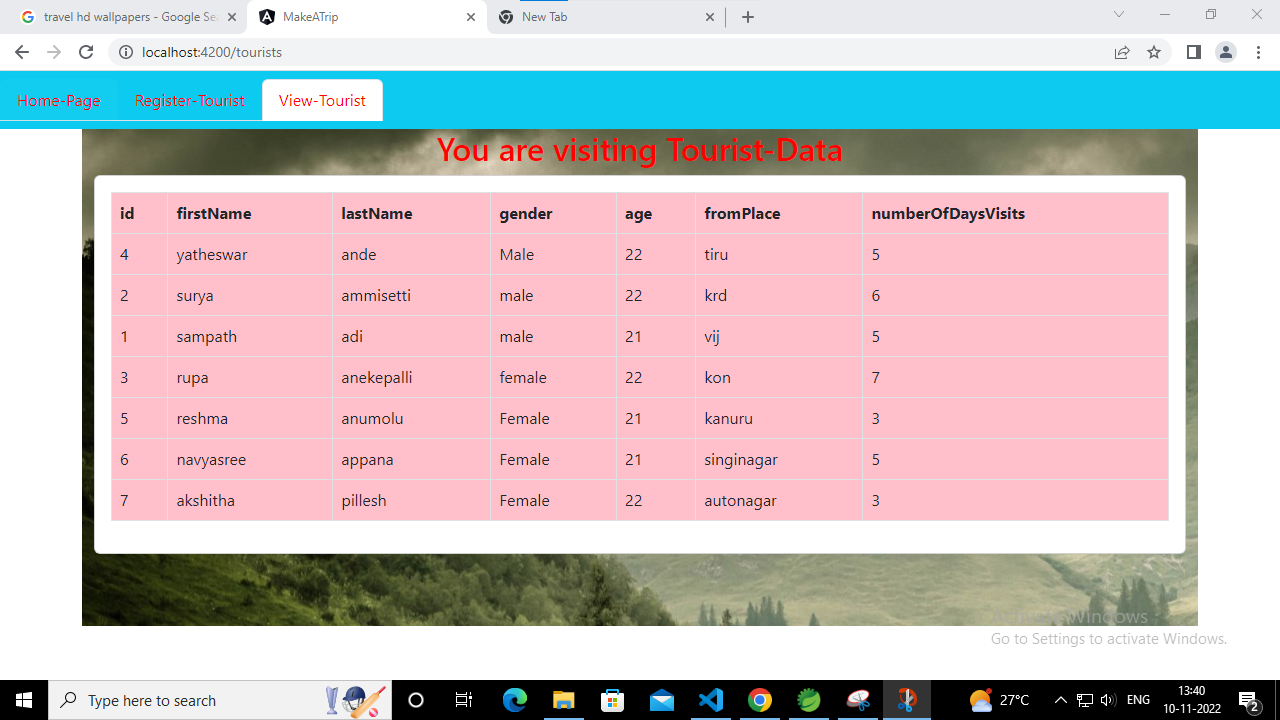 travel hd wallpapers - Google Se
MakeATrip
New Tab
localhost:4200/tourists
Home-Page Register-Tourist View-Tourist
You are visiting Tourist-Data
id firstName lastName gender age fromPlace numberOfDaysVisits
4 yatheswar ande Male 22 tiru 5
2 surya ammisetti male 22 krd 6
1 sampath adi male 21 vij 5
3 rupa anekepalli female 22 kon 7
5 reshma anumolu Female 21 kanuru 3
6 navyasree appana Female 21 singinagar 5
7 akshitha pillesh Female 22 autonagar 3
Activate Windows
Go to Settings to activate Windows.
Type here to search
27°C
ENG
13:40
10-11-2022
2